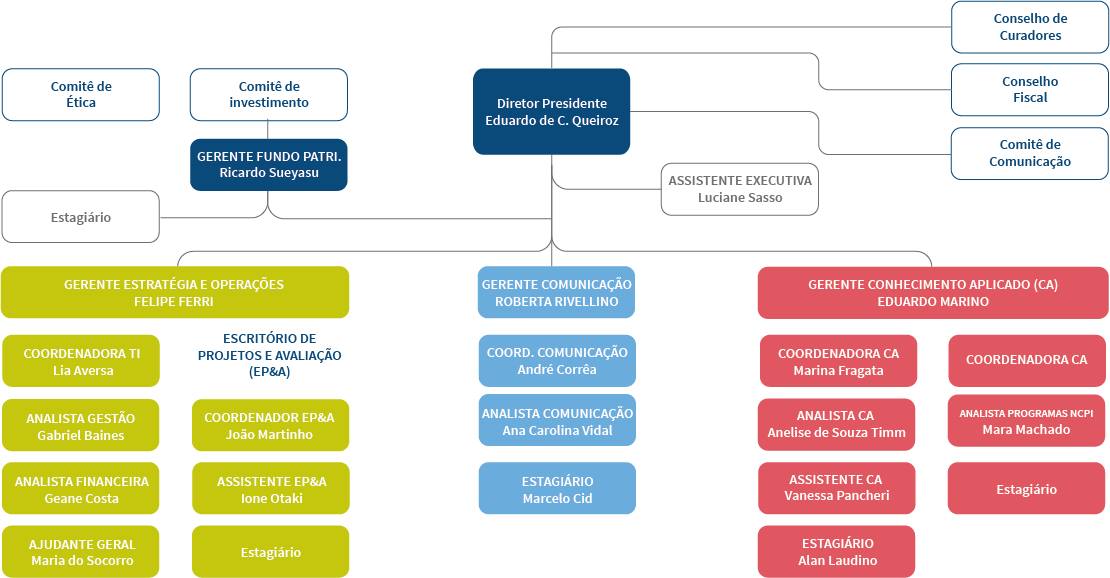 Conselho de
Curadores
Comitê de
Ética
Comitê de
investimento
Diretor Presidente
Eduardo de C. Queiroz
Conselho
Fiscal
Comitê de
Comunicação
GERENTE FUNDO PATRI.
Ricardo Sueyasu
ASSISTENTE EXECUTIVA
Luciane Sasso
Estagiário
GERENTE ESTRATÉGIA E OPERAÇÕES
FELIPE FERRI
COORDENADORA TI
Lia Aversa
ANALISTA GESTÃO
Gabriel Baines
ANALISTA FINANCEIRA
Geane Costa
AJUDANTE GERAL
Maria do Socorro
ESCRITÓRIO DE
PROJETOS E AVALIAÇÃO
(EP&A)
COORDENADOR EP&A
João Martinho
ASSISTENTE EP&A
Ione Otaki
Estagiário
GERENTE COMUNICAÇÃO
ROBERTA RIVELLINO
COORD. COMUNICAÇÃO
André Corrêa
ANALISTA COMUNICAÇÃO
Ana Carolina Vidal
ESTAGIÁRIO
Marcelo Cid
GERENTE CONHECIMENTO APLICADO (CA)
EDUARDO MARINO
COORDENADORA CA
Marina Fragata
ANALISTA CA
Anelise de Souza Timm
ASSISTENTE CA
Vanessa Pancheri
ESTAGIÁRIO
Alan Laudino
COORDENADORA CA
ANALISTA PROGRAMAS NCPI
Mara Machado
Estagiário